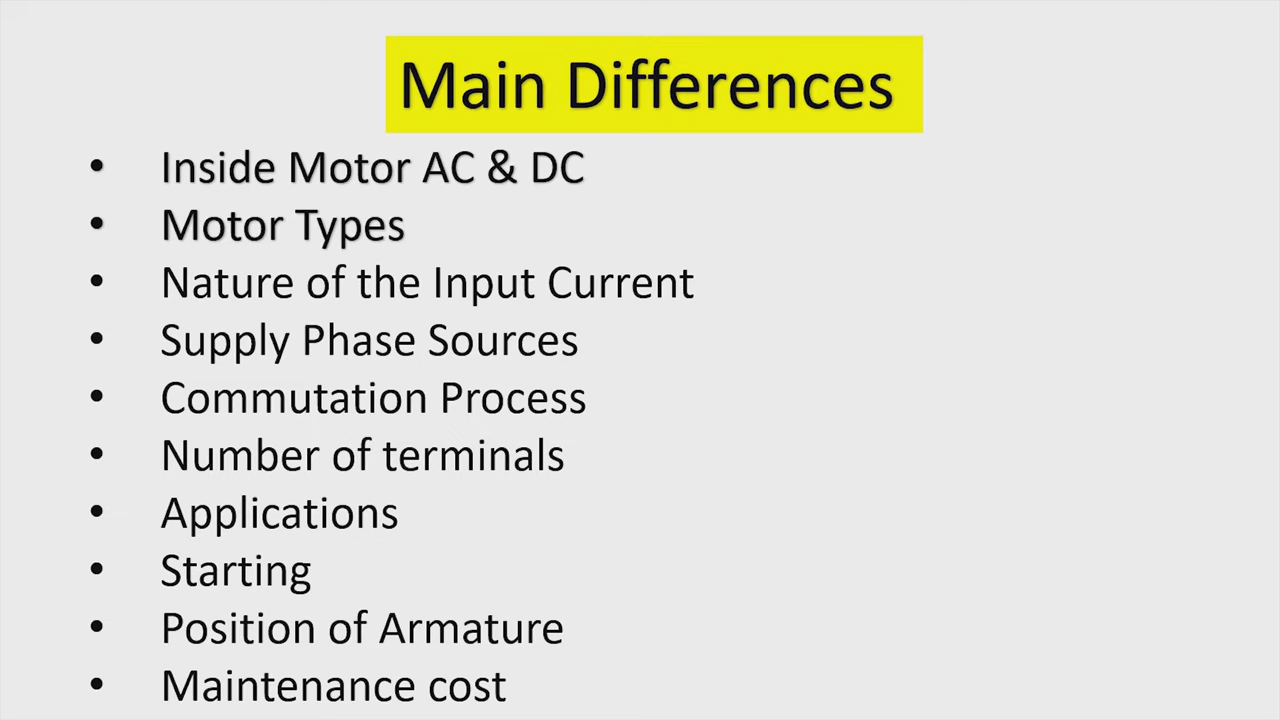 Main Differences
• Inside Motor AC & DC
• Motor Types
• Nature of the Input Current
• Supply Phase Sources
• Commutation Process
• Number of terminals
• Applications
• Starting
• Position of Armature
• Maintenance cost